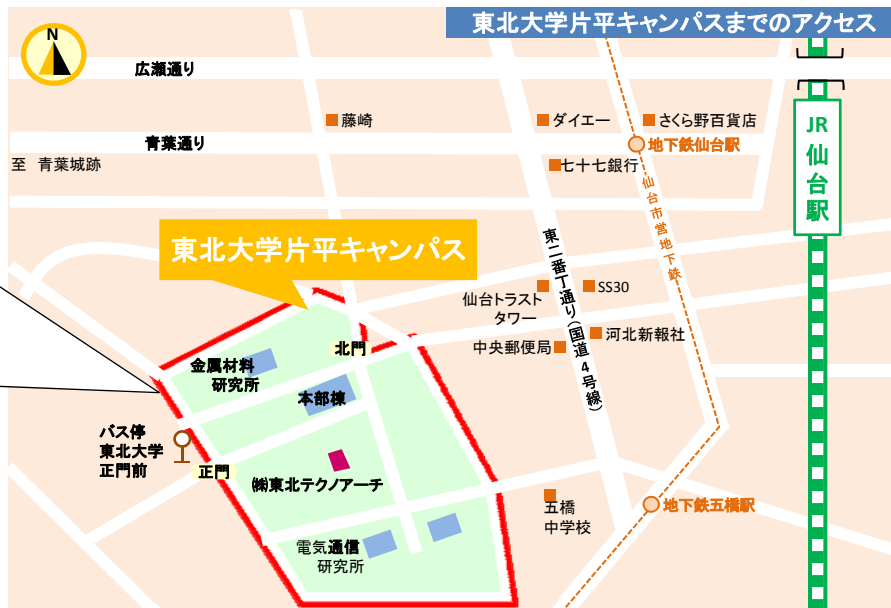 東北大学片平キャンパスまでのアクセス
N
広瀬通り
藤崎
ダイエー
さくら野百貨店
JR
仙台駅
青葉通り
地下鉄仙台駅
至 青葉城跡
七十七銀行
仙台市営地下鉄
東北大学片平キャンパス
東二番丁通り(国道4号線)
仙台トラスト
タワー
SS30
河北新報社
中央郵便局
北門
金属材料
研究所
本部棟
バス停
東北大学
正門前
正門
㈱東北テクノアーチ
五橋
中学校
地下鉄五橋駅
電気通信
研究所